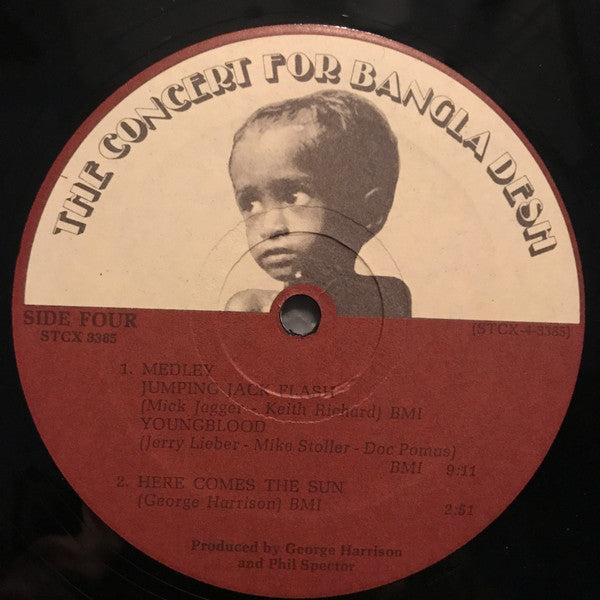 THE CONCERT FOR BANGLA DESH
SIDE FOUR
STCX 3385
(STCX-4-3385)
1. MEDLEY
JUMPING JACK FLASH
(Mick Jagger - Keith Richard) BMI
YOUNGBLOOD
(Jerry Lieber - Mike Stoller - Doc Pomus)
BMI 9:11
2. HERE COMES THE SUN
(George Harrison) BMI 2:51
Produced by George Harrison
and Phil Spector